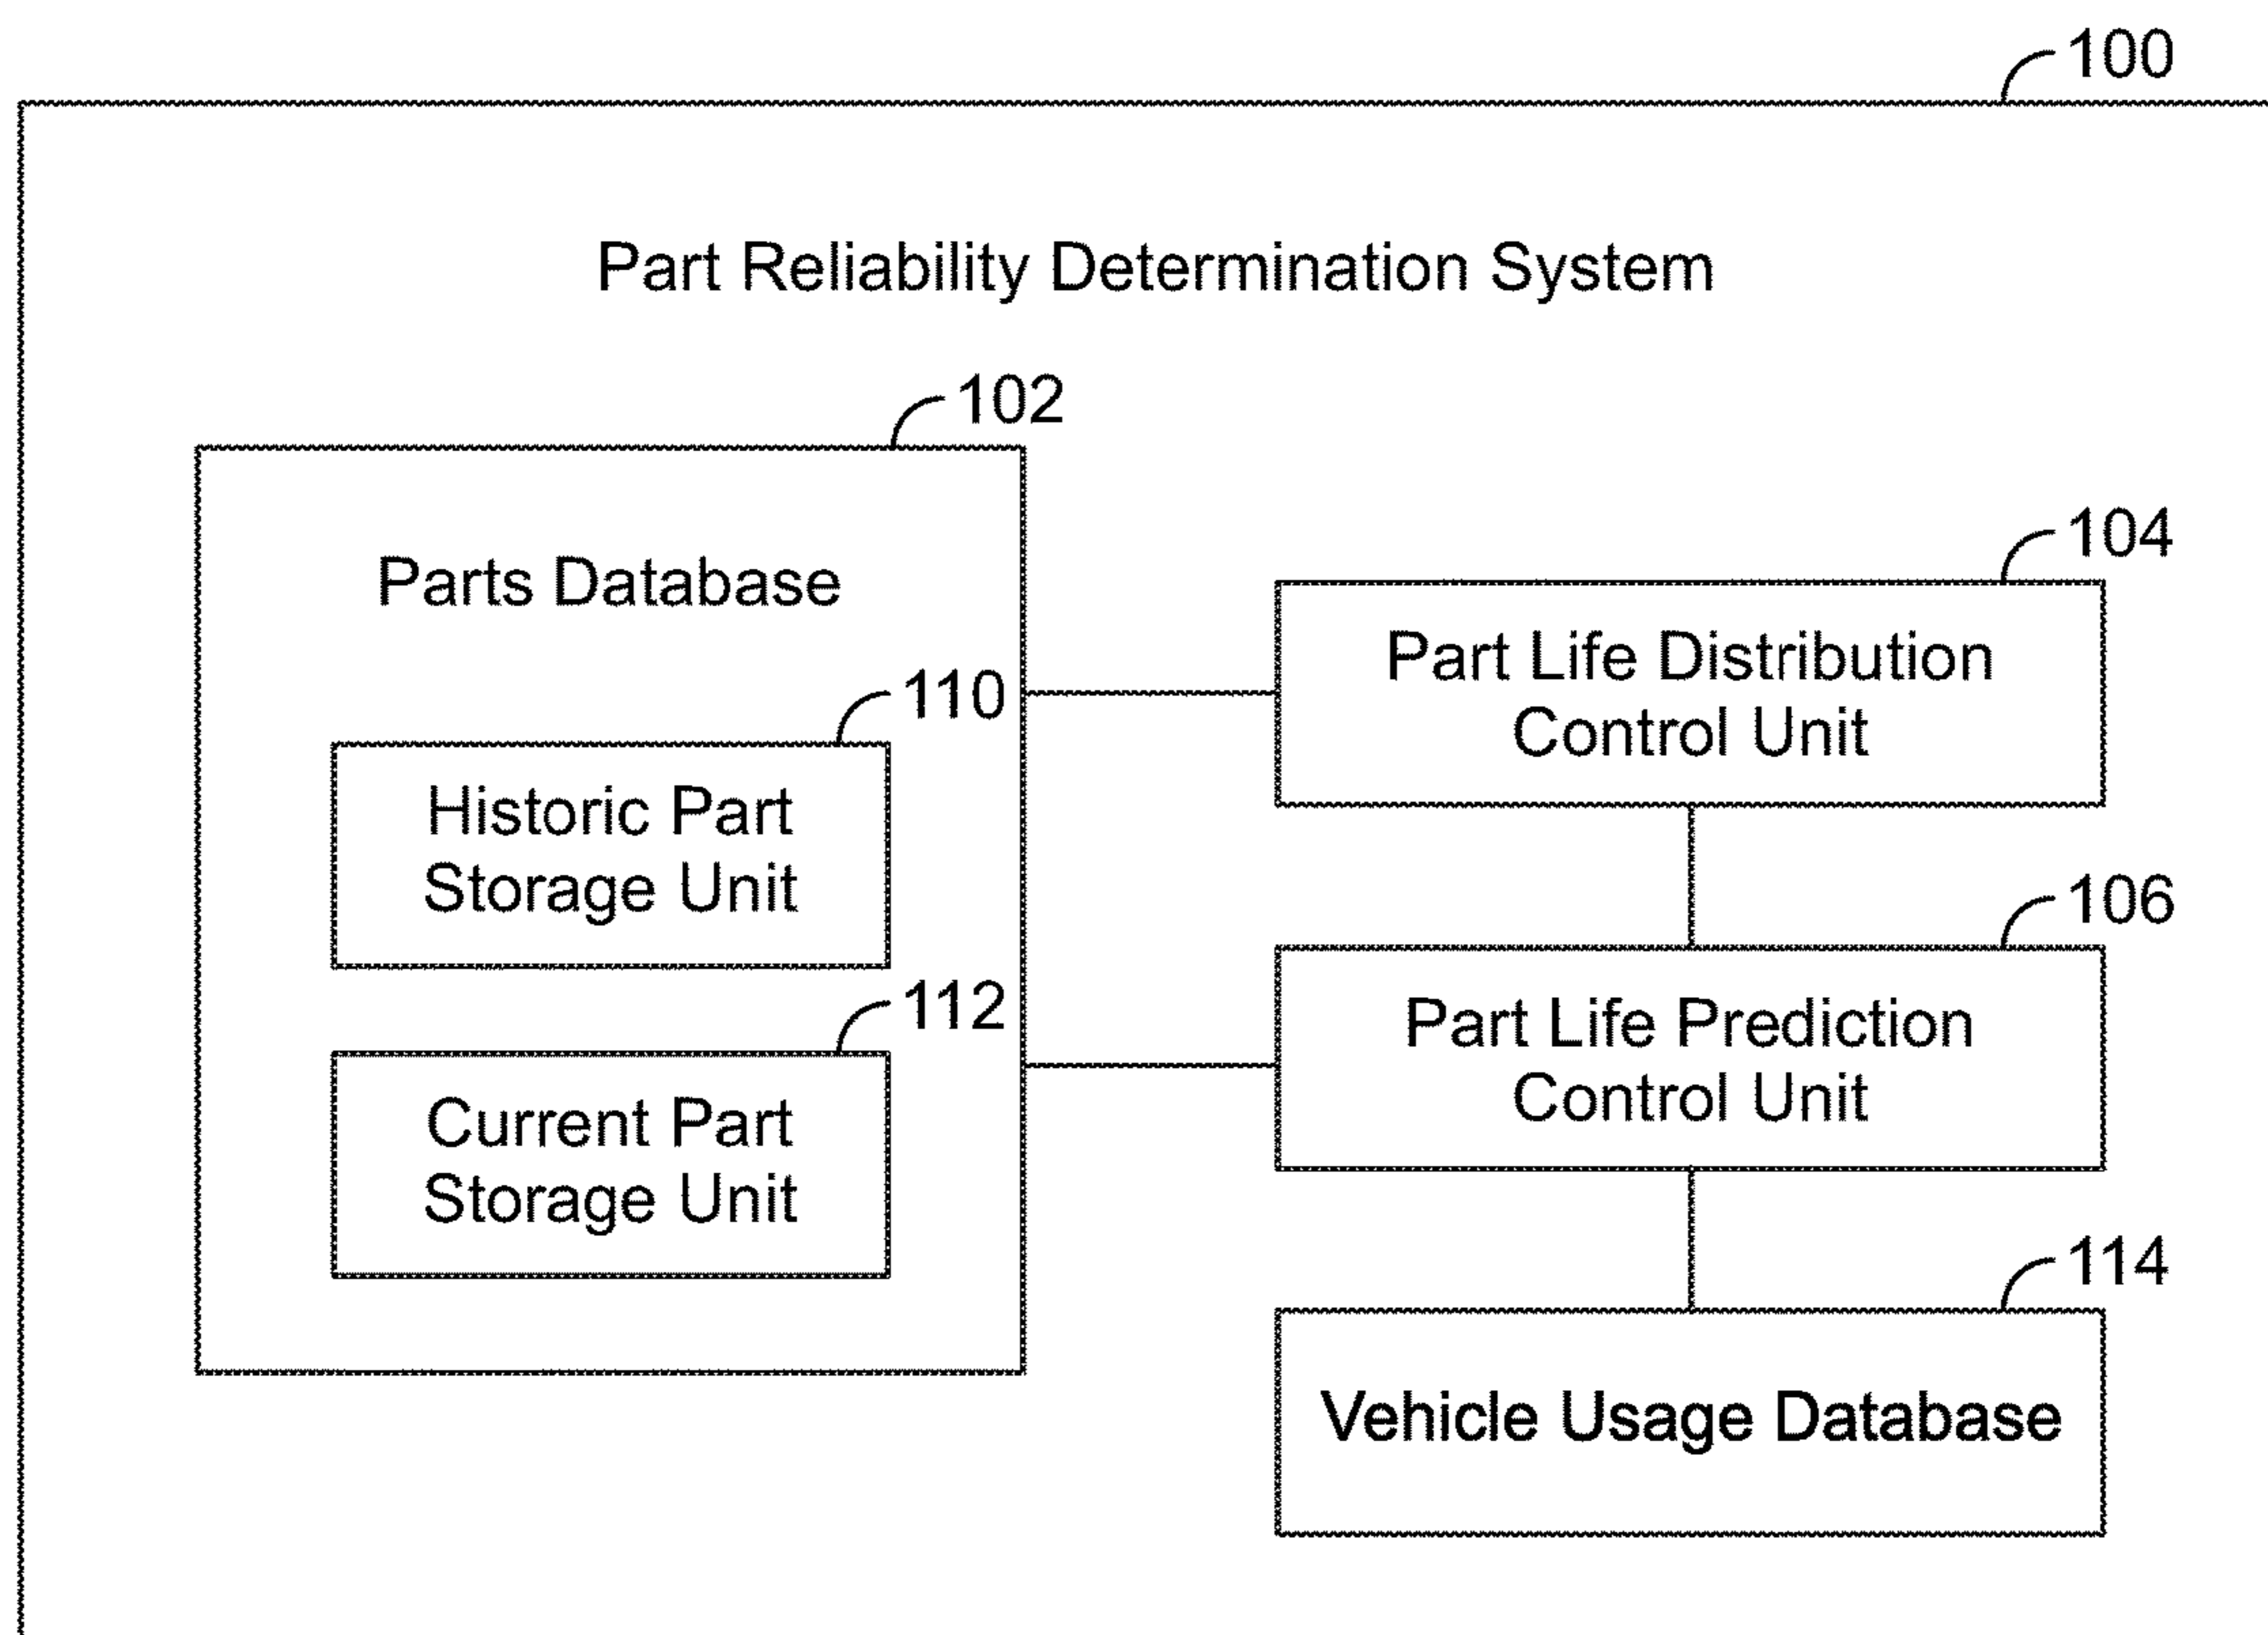 100
Part Reliability Determination System
102
Parts Database
110
Historic Part
Storage Unit
112
Current Part
Storage Unit
104
Part Life Distribution
Control Unit
106
Part Life Prediction
Control Unit
114
Vehicle Usage Database